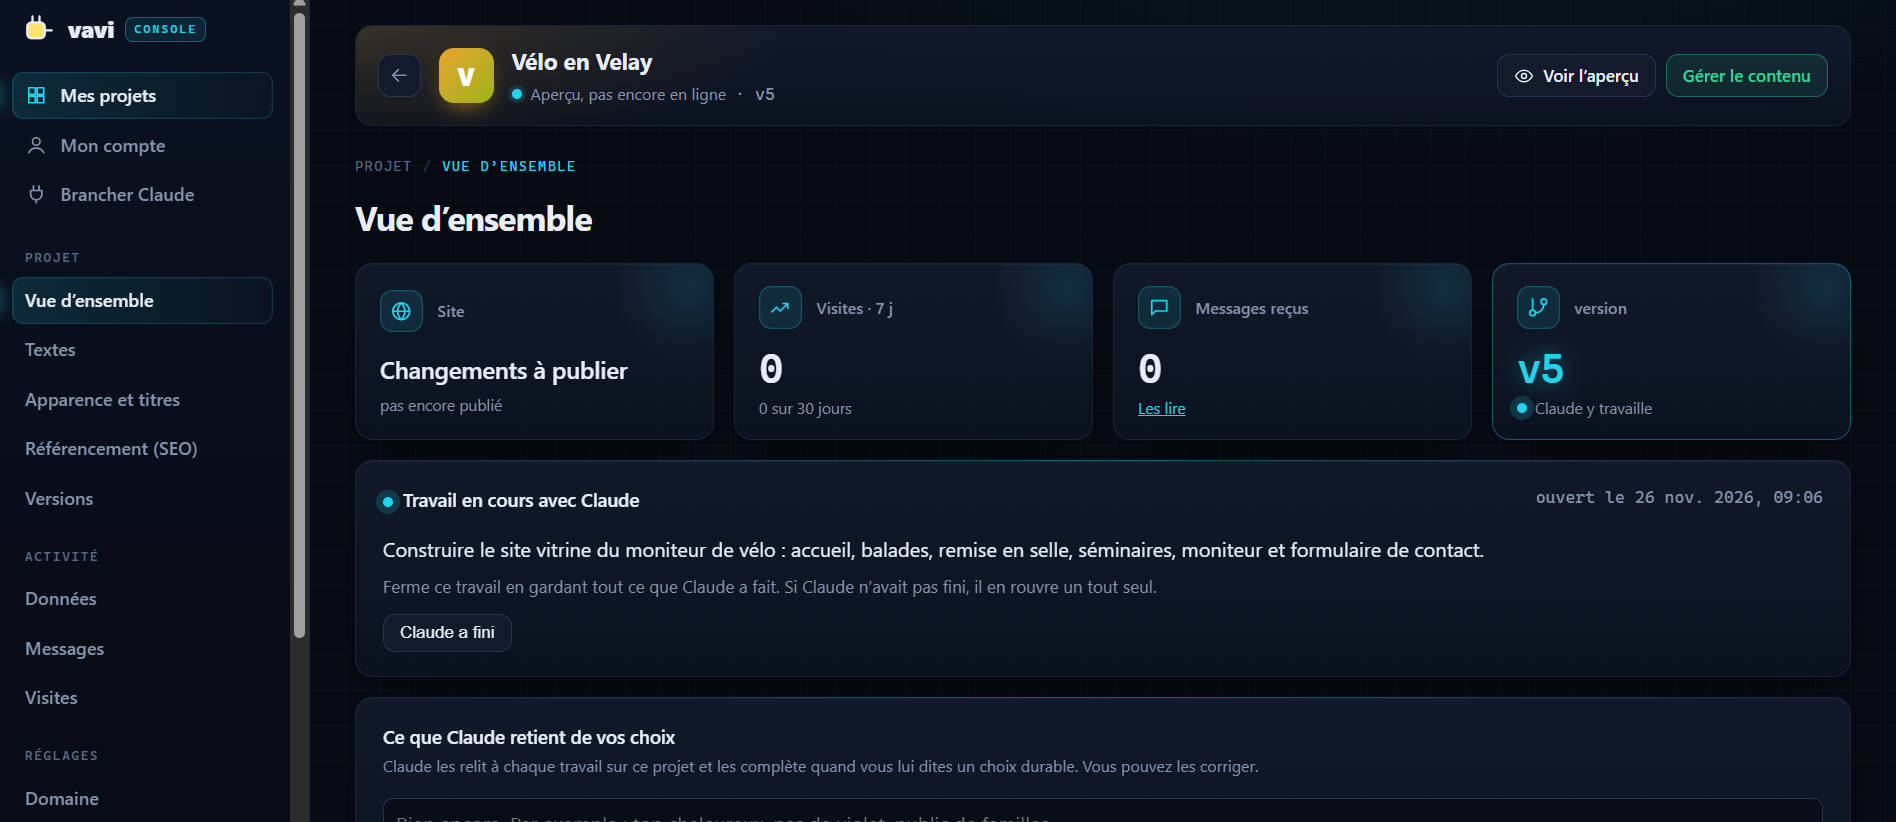 vavi CONSOLE
Mes projets
Mon compte
Brancher Claude
PROJET
Vue d’ensemble
Textes
Apparence et titres
Référencement (SEO)
Versions
ACTIVITÉ
Données
Messages
Visites
RÉGLAGES
Domaine
V
Vélo en Velay
Aperçu, pas encore en ligne · v5
Voir l’aperçu
Gérer le contenu
PROJET / VUE D’ENSEMBLE
Vue d’ensemble
Site
Changements à publier
pas encore publié
Visites · 7 j
0
0 sur 30 jours
Messages reçus
0
Les lire
version
v5
Claude y travaille
Travail en cours avec Claude
ouvert le 26 nov. 2026, 09:06
Construire le site vitrine du moniteur de vélo : accueil, balades, remise en selle, séminaires, moniteur et formulaire de contact.
Ferme ce travail en gardant tout ce que Claude a fait. Si Claude n’avait pas fini, il en rouvre un tout seul.
Claude a fini
Ce que Claude retient de vos choix
Claude les relit à chaque travail sur ce projet et les complète quand vous lui dites un choix durable. Vous pouvez les corriger.